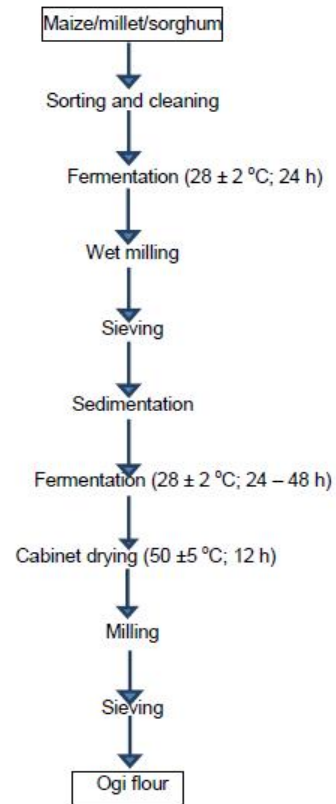 Maize/millet/sorghum
Sorting and cleaning
Fermentation (28 ± 2 °C; 24 h)
Wet milling
Sieving
Sedimentation
Fermentation (28 ± 2 °C; 24 – 48 h)
Cabinet drying (50 ±5 °C; 12 h)
Milling
Sieving
Ogi flour